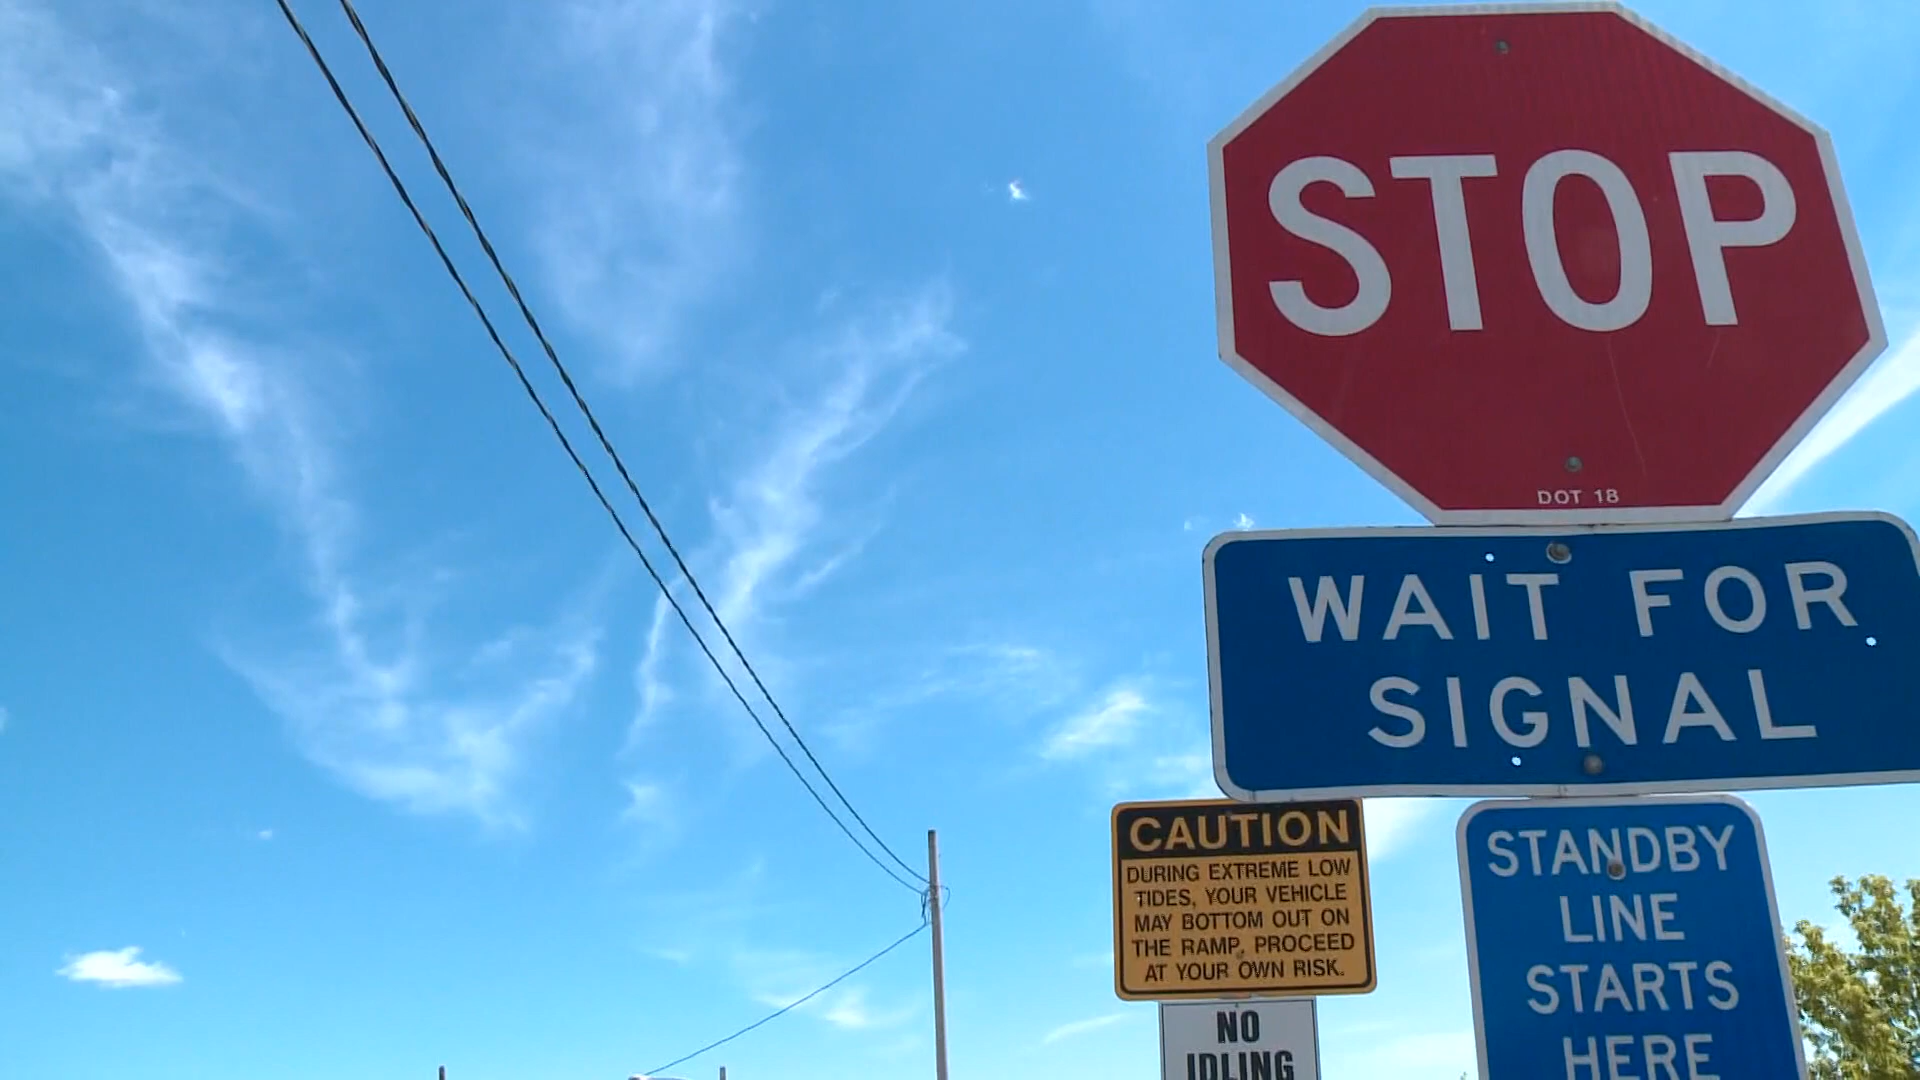 STOP
DOT 18
WAIT FOR
SIGNAL
CAUTION
DURING EXTREME LOW
TIDES, YOUR VEHICLE
MAY BOTTOM OUT ON
THE RAMP, PROCEED
AT YOUR OWN RISK.
NO
IDLING
STANDBY
LINE
STARTS
HERE